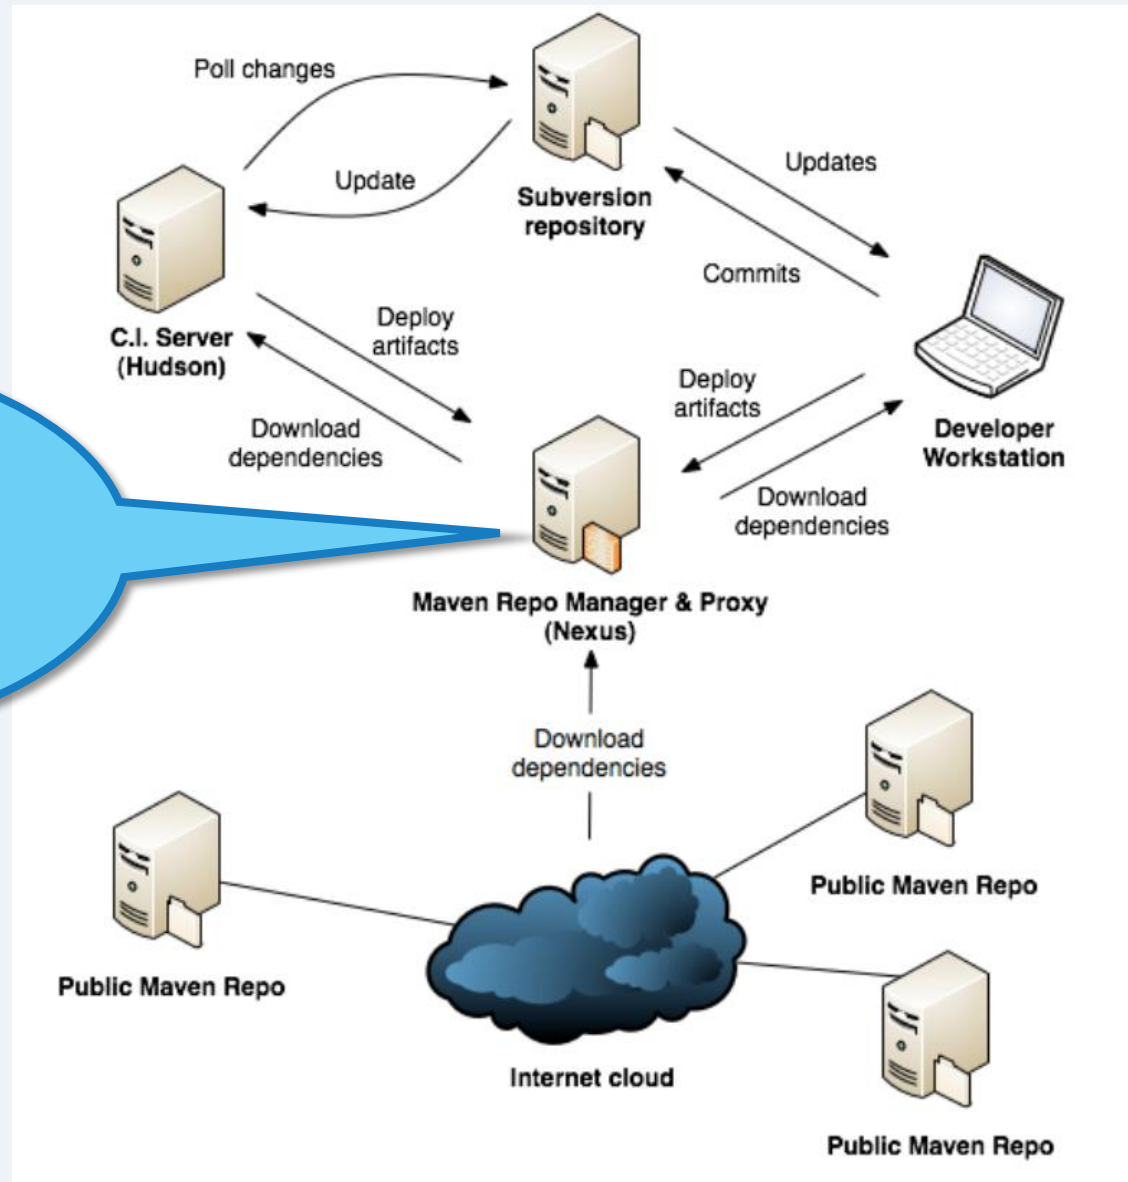 Poll changes
Update
Subversion
repository
Updates
Commits
C.I. Server
(Hudson)
Deploy
artifacts
Download
dependencies
Deploy
artifacts
Developer
Workstation
Download
dependencies
Maven Repo Manager & Proxy
(Nexus)
Download
dependencies
Public Maven Repo
Public Maven Repo
Internet cloud
Public Maven Repo